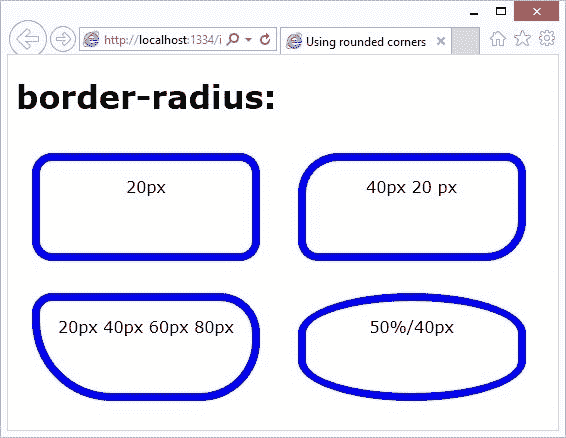 http://localhost:1334/i
Using rounded corners
border-radius:
20px
40px 20 px
20px 40px 60px 80px
50%/40px